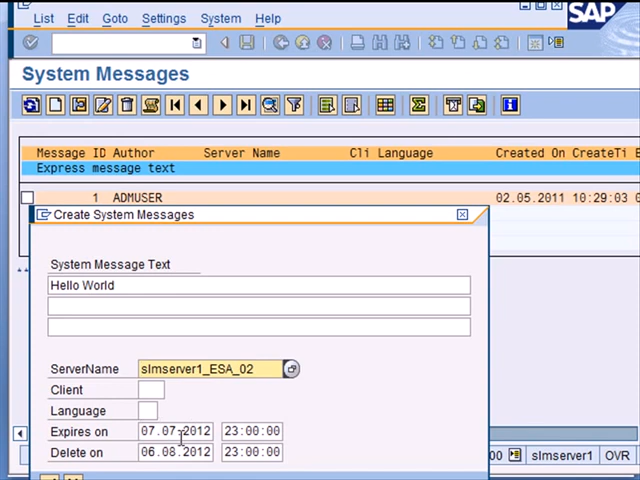 List Edit Goto Settings System Help
SAP
System Messages
Message ID Author Server Name Cli Language Created On CreateTi E
Express message text
1 ADMUSER 02.05.2011 10:29:03
Create System Messages
System Message Text
Hello World
ServerName slmserver1_ESA_02
Client
Language
Expires on 07.07.2012 23:00:00
Delete on 06.08.2012 23:00:00
00 slmserver1 OVR